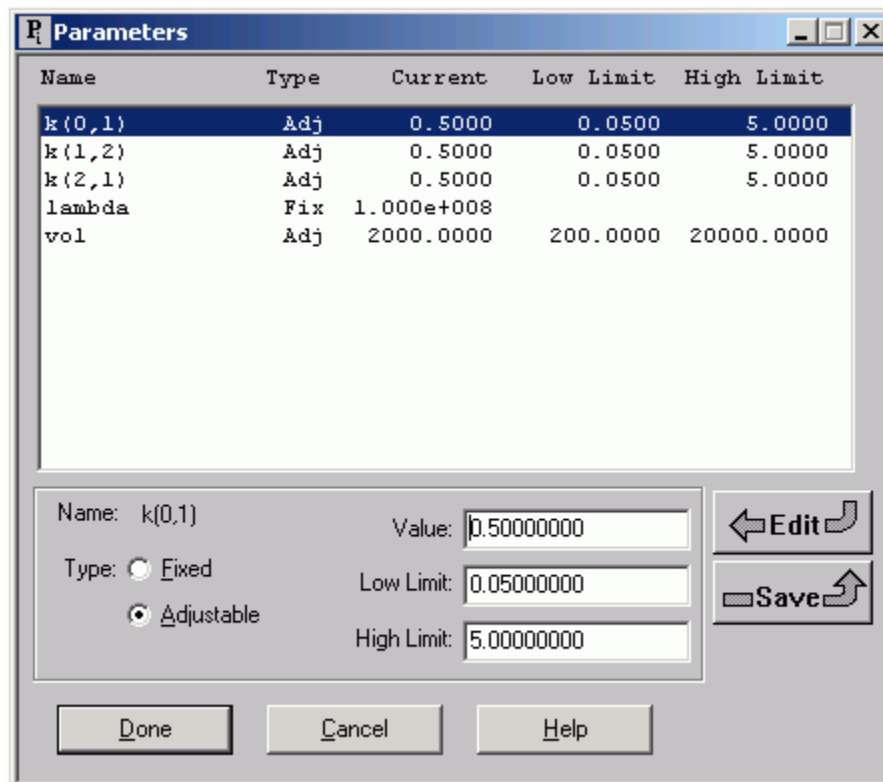 Parameters
Name Type Current Low Limit High Limit
k(0,1) Adj 0.5000 0.0500 5.0000
k(1,2) Adj 0.5000 0.0500 5.0000
k(2,1) Adj 0.5000 0.0500 5.0000
lambda Fix 1.000e+008
vol Adj 2000.0000 200.0000 20000.0000
Name: k(0,1)
Value: 0.50000000
Type: Fixed
Low Limit: 0.05000000
Adjustable
High Limit: 5.00000000
Edit
Save
Done Cancel Help